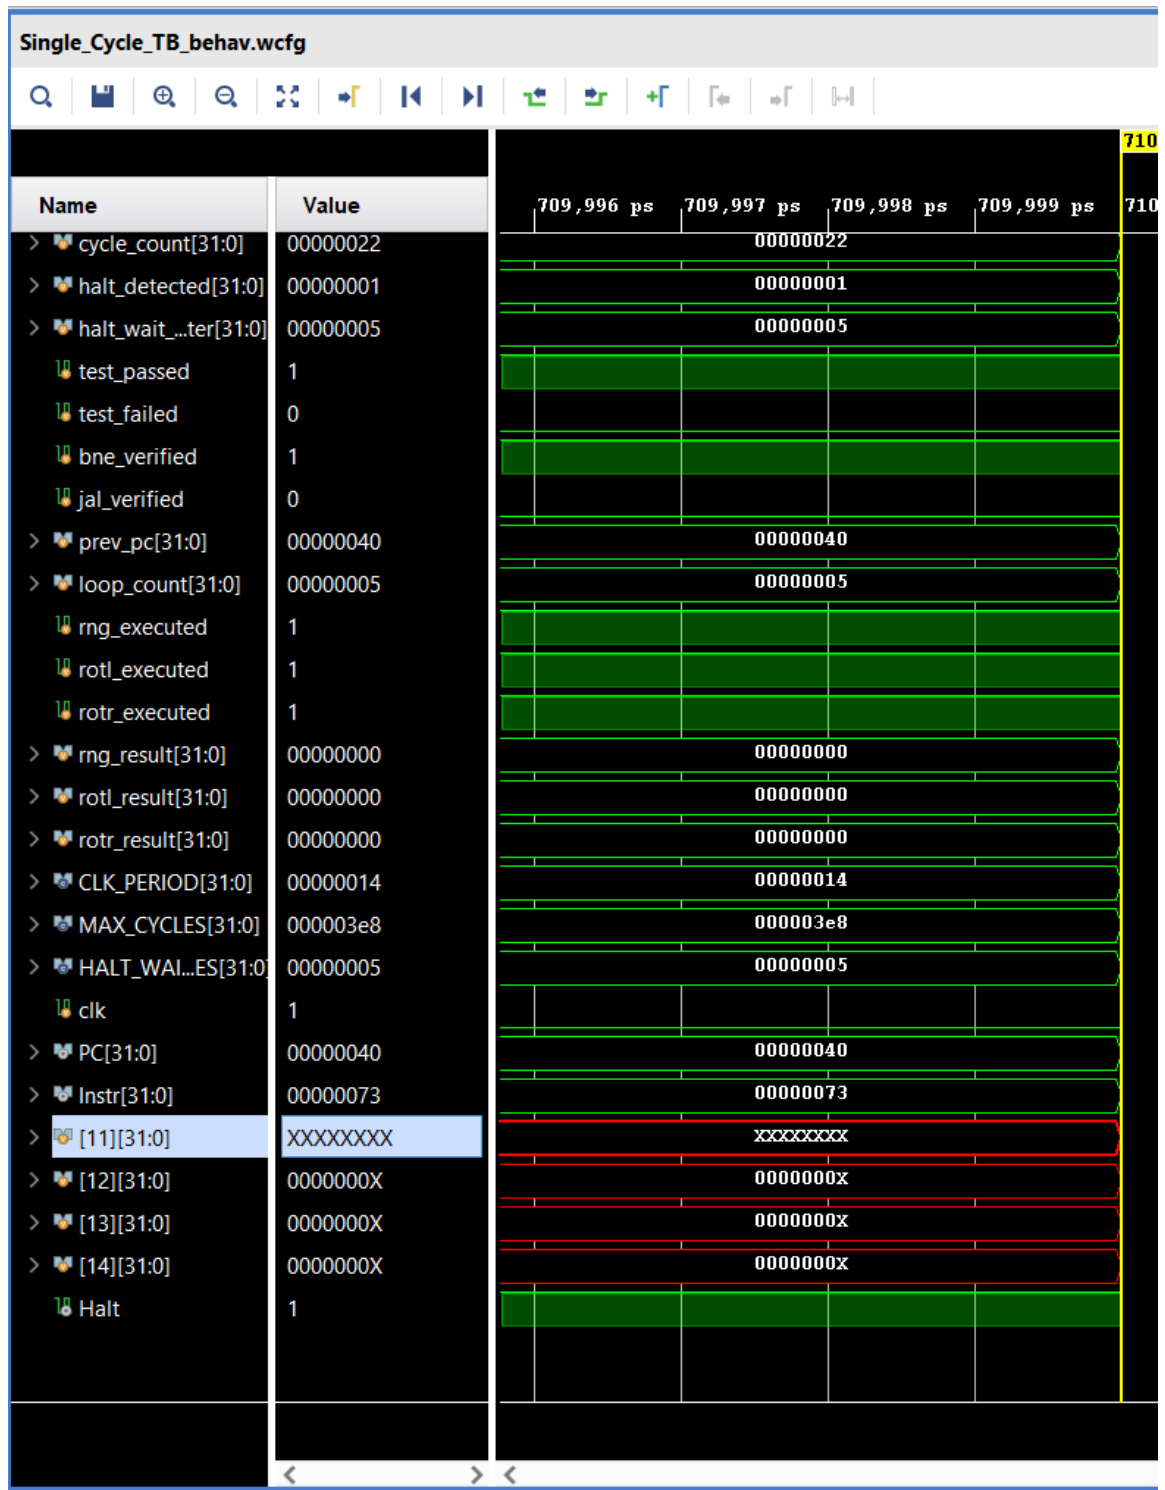 Single_Cycle_TB_behav.wcfg
710
Name Value 709,996 ps 709,997 ps 709,998 ps 709,999 ps 710
cycle_count[31:0] 00000022 00000022
halt_detected[31:0] 00000001 00000001
halt_wait_...ter[31:0] 00000005 00000005
test_passed 1
test_failed 0
bne_verified 1
jal_verified 0
prev_pc[31:0] 00000040 00000040
loop_count[31:0] 00000005 00000005
rng_executed 1
rotl_executed 1
rotr_executed 1
rng_result[31:0] 00000000 00000000
rotl_result[31:0] 00000000 00000000
rotr_result[31:0] 00000000 00000000
CLK_PERIOD[31:0] 00000014 00000014
MAX_CYCLES[31:0] 000003e8 000003e8
HALT_WAI...ES[31:0] 00000005 00000005
clk 1
PC[31:0] 00000040 00000040
Instr[31:0] 00000073 00000073
[11][31:0] XXXXXXXX XXXXXXXX
[12][31:0] 0000000X 0000000X
[13][31:0] 0000000X 0000000X
[14][31:0] 0000000X 0000000X
Halt 1